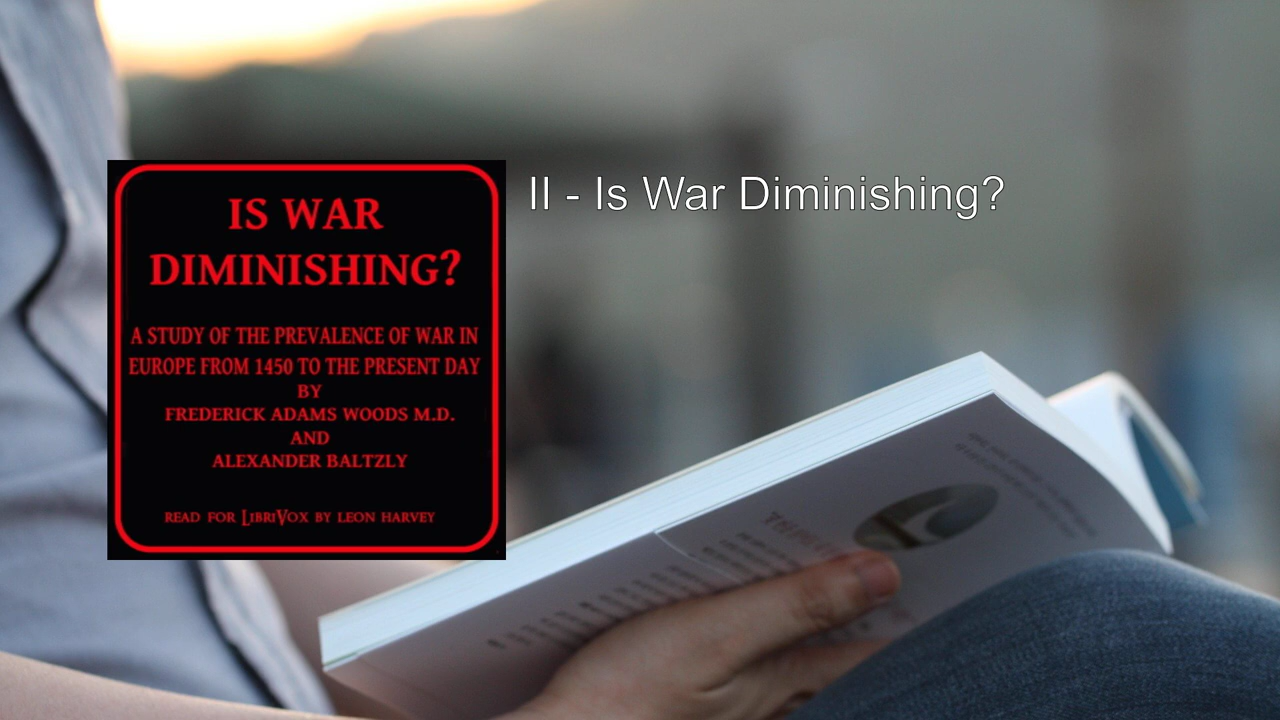 II - Is War Diminishing?
IS WAR
DIMINISHING?
A STUDY OF THE PREVALENCE OF WAR IN
EUROPE FROM 1450 TO THE PRESENT DAY
BY
FREDERICK ADAMS WOODS M.D.
AND
ALEXANDER BALTZLY
READ FOR LIBRIVOX BY LEON HARVEY